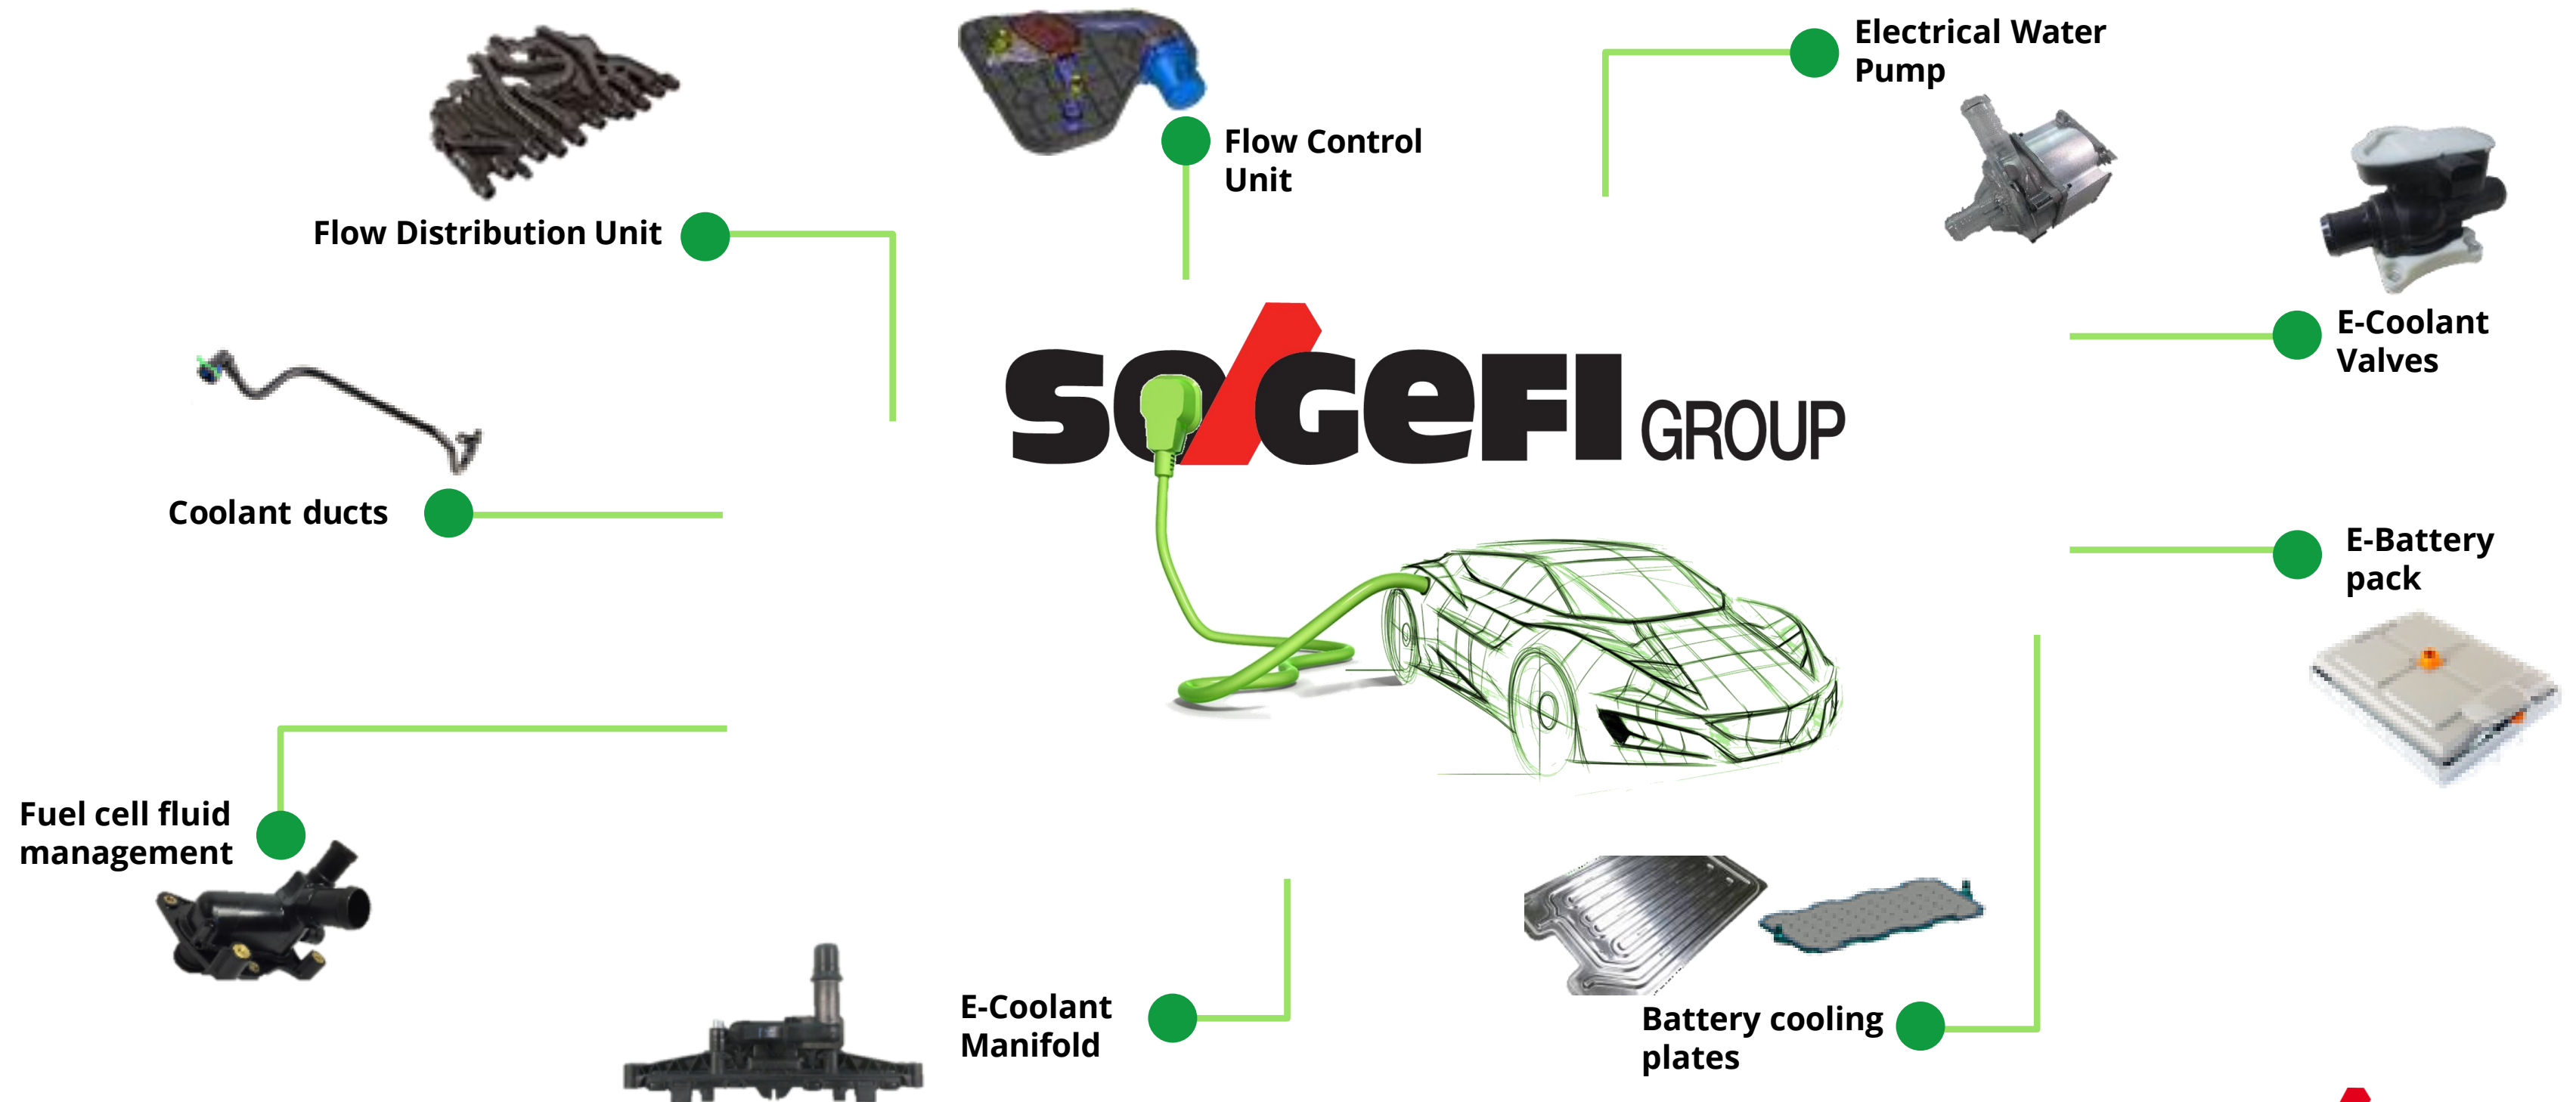 Electrical Water
Pump
Flow Control
Unit
Flow Distribution Unit
E-Coolant
Valves
SOGEFI GROUP
Coolant ducts
E-Battery
pack
Fuel cell fluid
management
E-Coolant
Manifold
Battery cooling
plates